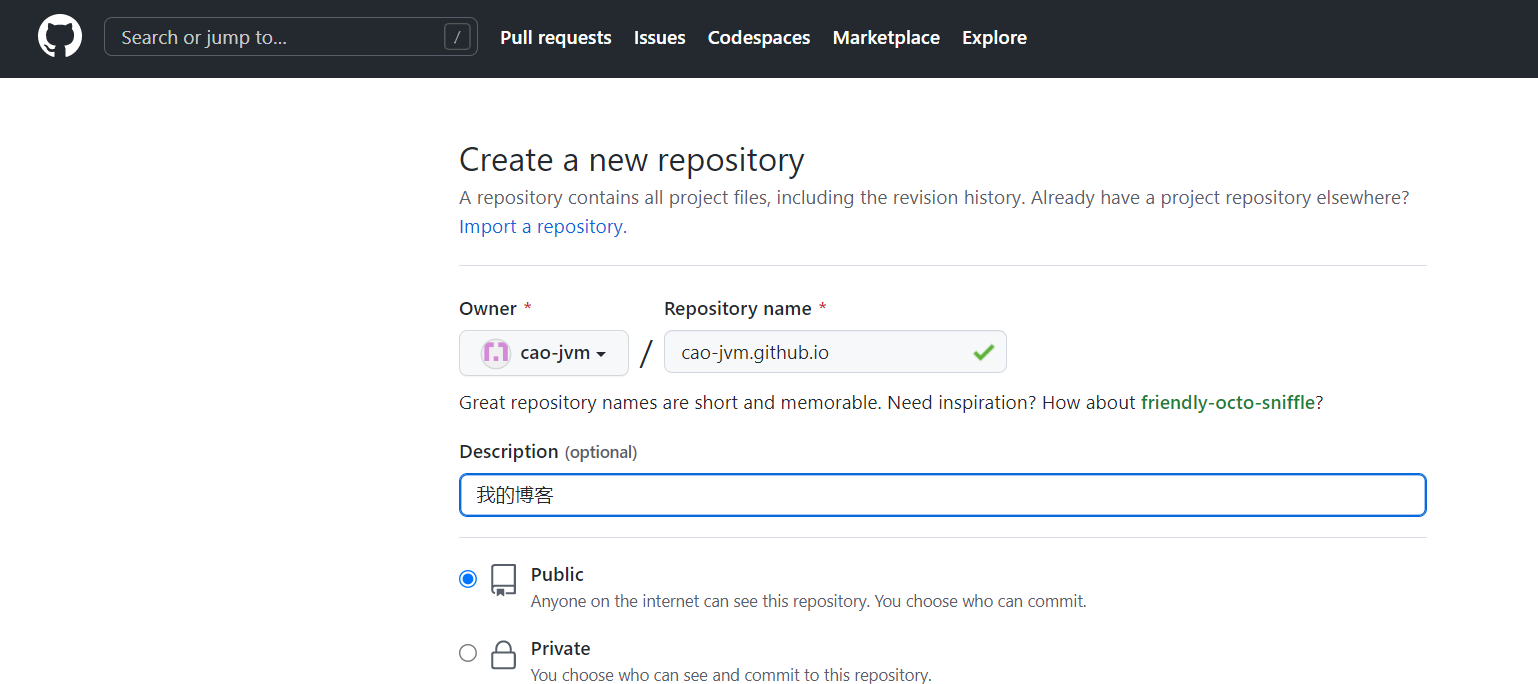 Search or jump to... / Pull requests Issues Codespaces Marketplace Explore
Create a new repository
A repository contains all project files, including the revision history. Already have a project repository elsewhere?
Import a repository.
Owner * Repository name *
cao-jvm / cao-jvm.github.io
Great repository names are short and memorable. Need inspiration? How about friendly-octo-sniffle?
Description (optional)
我的博客
Public
Anyone on the internet can see this repository. You choose who can commit.
Private
You choose who can see and commit to this repository.